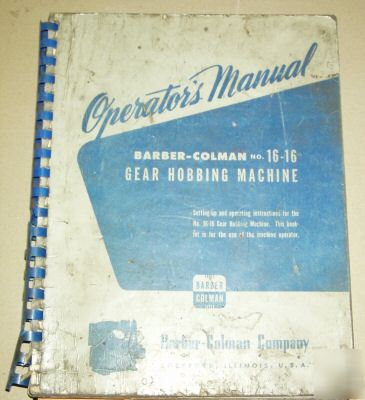 Operator's Manual
BARBER-COLMAN NO. 16-16
GEAR HOBBING MACHINE
Setting-up and operating instructions for the
No. 16-16 Gear Hobbing Machine. This book-
let is for the use of the machine operator.
BARBER
COLMAN
Barber-Colman Company
ROCKFORD, ILLINOIS, U.S.A.